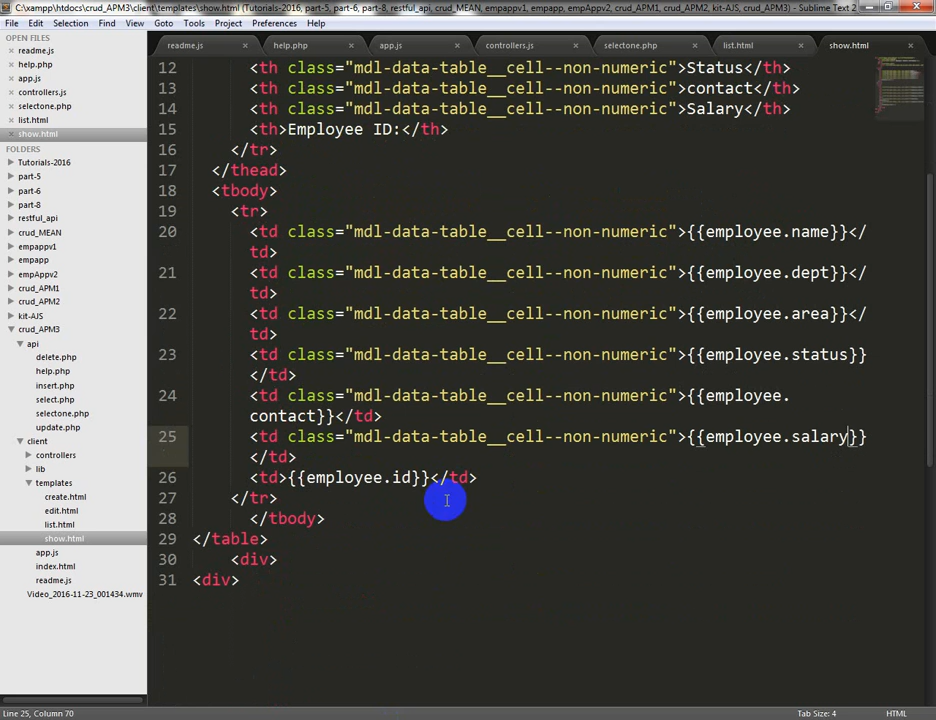 C:\xampp\htdocs\crud_APM3\client\templates\show.html (Tutorials-2016, part-5, part-6, part-8, restful_api, crud_MEAN, empappv1, empapp, empAppv2, crud_APM1, crud_APM2, kit-AJS, crud_APM3) - Sublime Text 2
File Edit Selection Find View Goto Tools Project Preferences Help
OPEN FILES
readme.js
help.php
app.js
controllers.js
selectone.php
list.html
show.html
FOLDERS
Tutorials-2016
part-5
part-6
part-8
restful_api
crud_MEAN
empappv1
empapp
empAppv2
crud_APM1
crud_APM2
kit-AJS
crud_APM3
api
delete.php
help.php
insert.php
select.php
selectone.php
update.php
client
controllers
lib
templates
create.html
edit.html
list.html
show.html
app.js
index.html
readme.js
Video_2016-11-23_001434.wmv
readme.js help.php app.js controllers.js selectone.php list.html show.html
12 <th class="mdl-data-table__cell--non-numeric">Status</th>
13 <th class="mdl-data-table__cell--non-numeric">contact</th>
14 <th class="mdl-data-table__cell--non-numeric">Salary</th>
15 <th>Employee ID:</th>
16 </tr>
17 </thead>
18 <tbody>
19 <tr>
20 <td class="mdl-data-table__cell--non-numeric">{{employee.name}}</
td>
21 <td class="mdl-data-table__cell--non-numeric">{{employee.dept}}</
td>
22 <td class="mdl-data-table__cell--non-numeric">{{employee.area}}</
td>
23 <td class="mdl-data-table__cell--non-numeric">{{employee.status}}
</td>
24 <td class="mdl-data-table__cell--non-numeric">{{employee.
contact}}</td>
25 <td class="mdl-data-table__cell--non-numeric">{{employee.salary}}
</td>
26 <td>{{employee.id}}</td>
27 </tr>
28 </tbody>
29 </table>
30 <div>
31 <div>
Line 25, Column 70
Tab Size: 4
HTML